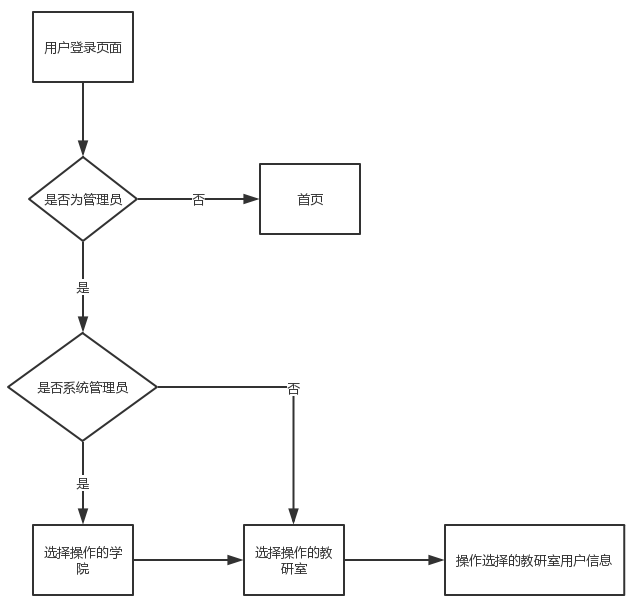 用户登录页面
是否为管理员
否
首页
是
是否系统管理员
否
是
选择操作的学
院
选择操作的教
研室
操作选择的教研室用户信息